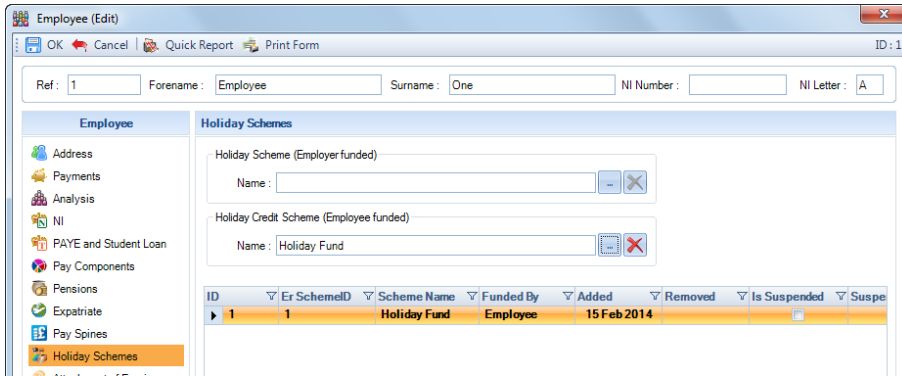 Employee (Edit)
OK Cancel Quick Report Print Form ID : 1
Ref : 1 Forename : Employee Surname : One NI Number : NI Letter : A
Employee
Address
Payments
Analysis
NI
PAYE and Student Loan
Pay Components
Pensions
Expatriate
Pay Spines
Holiday Schemes
Holiday Schemes
Holiday Scheme (Employer funded)
Name : ...
Holiday Credit Scheme (Employee funded)
Name : Holiday Fund ...
ID Er SchemeID Scheme Name Funded By Added Removed Is Suspended Suspe
1 1 Holiday Fund Employee 15 Feb 2014